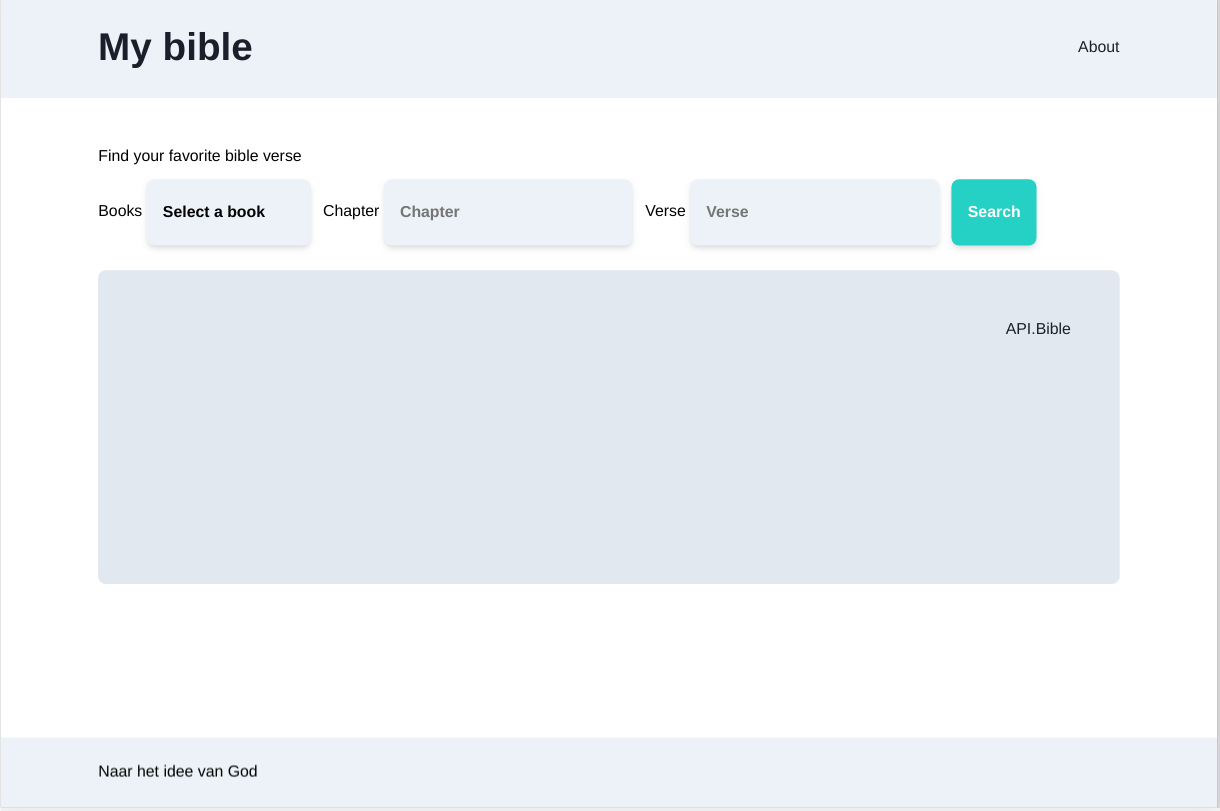 My bible
About
Find your favorite bible verse
Books Select a book Chapter Chapter Verse Verse Search
API.Bible
Naar het idee van God